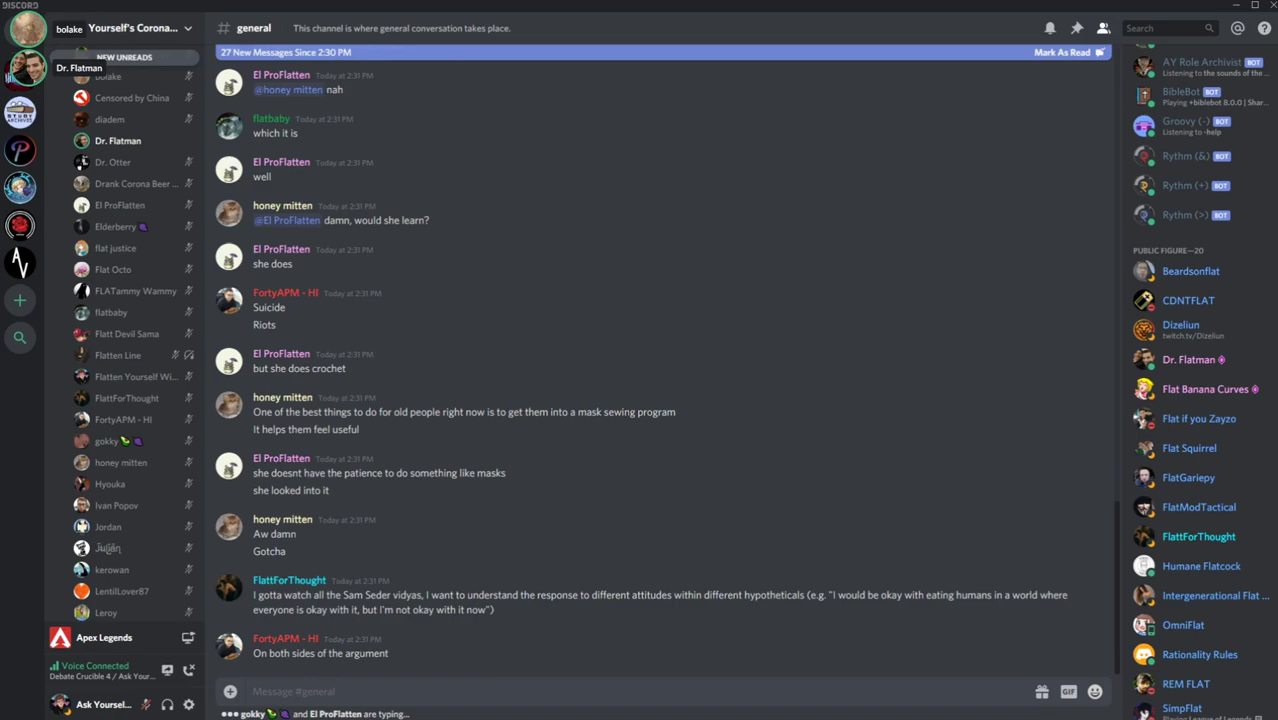 DISCORD
bolake
Yourself's Corona...
# general
This channel is where general conversation takes place.
Search
27 New Messages Since 2:30 PM
Mark As Read
NEW UNREADS
Dr. Flatman
bolake
Censored by China
diadem
Dr. Flatman
Dr. Otter
Drank Corona Beer ...
El ProFlatten
Elderberry
flat justice
Flat Octo
FLATammy Wammy
flatbaby
Flatt Devil Sama
Flatten Line
Flatten Yourself Wi...
FlattForThought
FortyAPM - HI
gokky
honey mitten
Hyouka
Ivan Popov
Jordan
kerowan
LentilLover87
Leroy
Apex Legends
Voice Connected
Debate Crucible 4 / Ask Your...
Ask Yoursel...
STUDY
ARCHIVES
El ProFlatten Today at 2:31 PM
@honey mitten nah
flatbaby Today at 2:31 PM
which it is
El ProFlatten Today at 2:31 PM
well
honey mitten Today at 2:31 PM
@El ProFlatten damn, would she learn?
El ProFlatten Today at 2:31 PM
she does
FortyAPM - HI Today at 2:31 PM
Suicide
Riots
El ProFlatten Today at 2:31 PM
but she does crochet
honey mitten Today at 2:31 PM
One of the best things to do for old people right now is to get them into a mask sewing program
It helps them feel useful
El ProFlatten Today at 2:31 PM
she doesnt have the patience to do something like masks
she looked into it
honey mitten Today at 2:31 PM
Aw damn
Gotcha
FlattForThought Today at 2:31 PM
I gotta watch all the Sam Seder vidyas, I want to understand the response to different attitudes within different hypotheticals (e.g. "I would be okay with eating humans in a world where
everyone is okay with it, but I'm not okay with it now")
FortyAPM - HI Today at 2:31 PM
On both sides of the argument
Message #general
GIF
gokky and El ProFlatten are typing...
AY Role Archivist BOT
Listening to the sounds of the ...
BibleBot BOT
Playing +biblebot 8.0.0 | Shar...
Groovy (-) BOT
Listening to -help
Rythm (&) BOT
Rythm (+) BOT
Rythm (>) BOT
PUBLIC FIGURE—20
Beardsonflat
CDNTFLAT
Dizeliun
twitch.tv/Dizeliun
Dr. Flatman
Flat Banana Curves
Flat if you Zayzo
Flat Squirrel
FlatGariepy
FlatModTactical
FlattForThought
Humane Flatcock
Intergenerational Flat ...
OmniFlat
Rationality Rules
REM FLAT
SimpFlat
Playing League of Legends